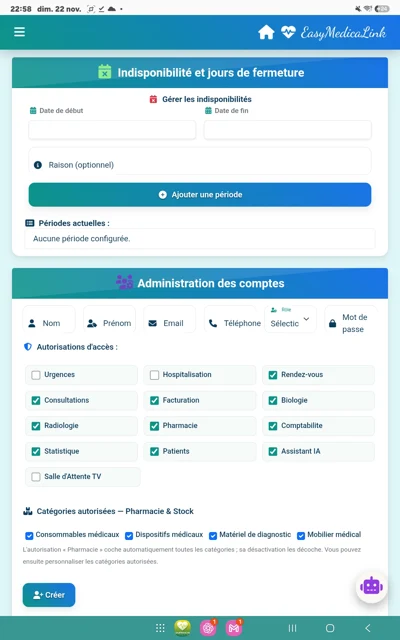 22:58 dim. 22 nov.
EasyMedicaLink
Indisponibilité et jours de fermeture
Gérer les indisponibilités
Date de début Date de fin
Raison (optionnel)
Ajouter une période
Périodes actuelles :
Aucune période configurée.
Administration des comptes
Nom Prénom Email Téléphone Rôle Sélectic Mot de passe
Autorisations d'accès :
Urgences Hospitalisation Rendez-vous
Consultations Facturation Biologie
Radiologie Pharmacie Comptabilite
Statistique Patients Assistant IA
Salle d'Attente TV
Catégories autorisées — Pharmacie & Stock
Consommables médicaux Dispositifs médicaux Matériel de diagnostic Mobilier médical
L'autorisation « Pharmacie » coche automatiquement toutes les catégories ; sa désactivation les décoche. Vous pouvez
ensuite personnaliser les catégories autorisées.
Créer